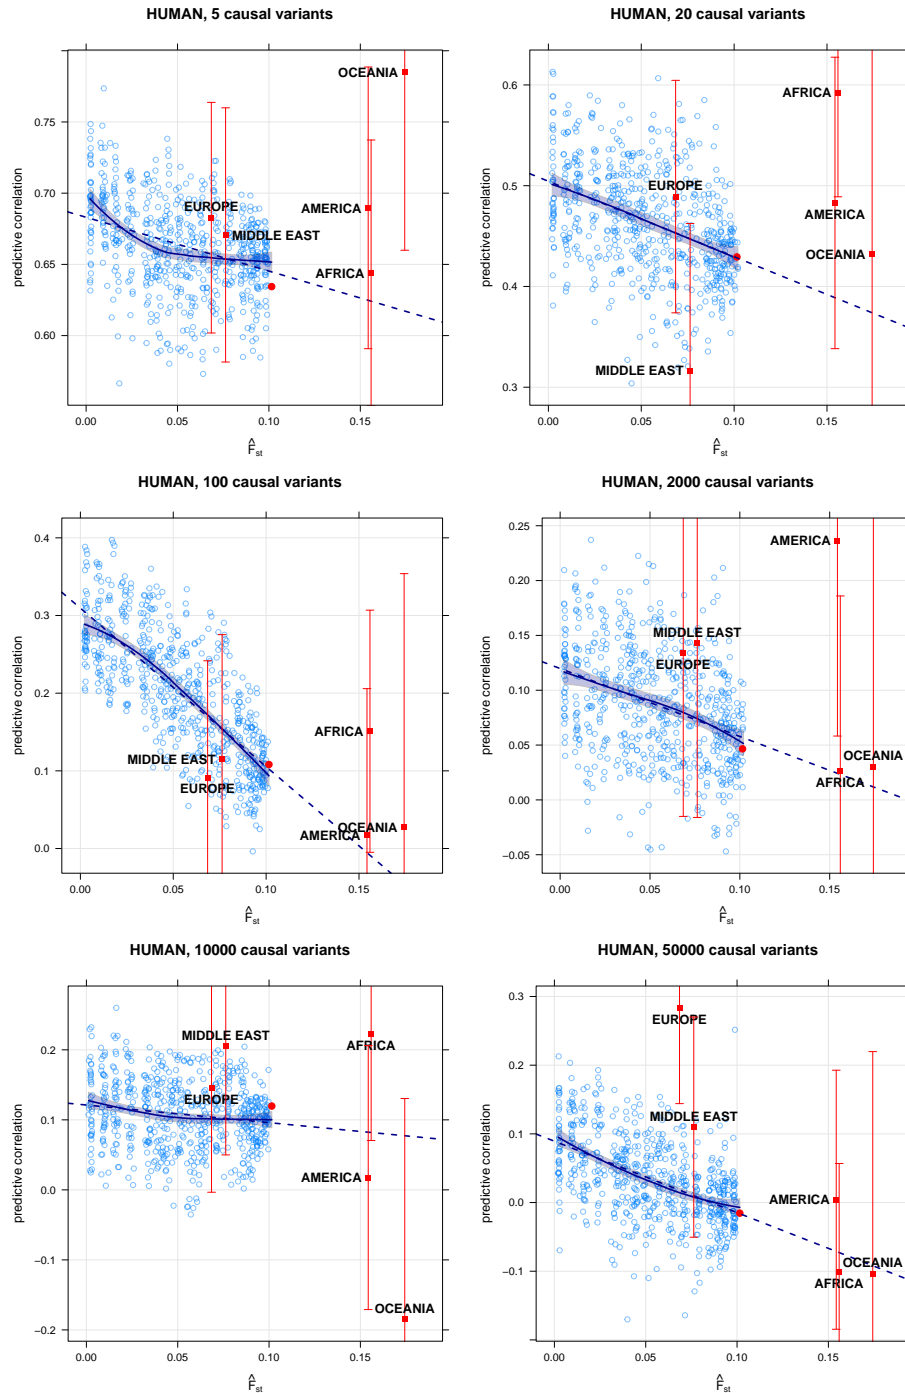 HUMAN, 5 causal variants
predictive correlation
0.75
0.70
0.65
0.60
OCEANIA
EUROPE
AMERICA
MIDDLE EAST
AFRICA
0.00 0.05 0.10 0.15
F̂st
HUMAN, 20 causal variants
predictive correlation
0.6
0.5
0.4
0.3
AFRICA
EUROPE
AMERICA
OCEANIA
MIDDLE EAST
0.00 0.05 0.10 0.15
F̂st
HUMAN, 100 causal variants
predictive correlation
0.4
0.3
0.2
0.1
0.0
AFRICA
MIDDLE EAST
EUROPE
OCEANIA
AMERICA
0.00 0.05 0.10 0.15
F̂st
HUMAN, 2000 causal variants
predictive correlation
0.25
0.20
0.15
0.10
0.05
0.00
−0.05
AMERICA
MIDDLE EAST
EUROPE
OCEANIA
AFRICA
0.00 0.05 0.10 0.15
F̂st
HUMAN, 10000 causal variants
predictive correlation
0.2
0.1
0.0
−0.1
−0.2
MIDDLE EAST
AFRICA
EUROPE
AMERICA
OCEANIA
0.00 0.05 0.10 0.15
F̂st
HUMAN, 50000 causal variants
predictive correlation
0.3
0.2
0.1
0.0
−0.1
EUROPE
MIDDLE EAST
AMERICA
OCEANIA
AFRICA
0.00 0.05 0.10 0.15
F̂st